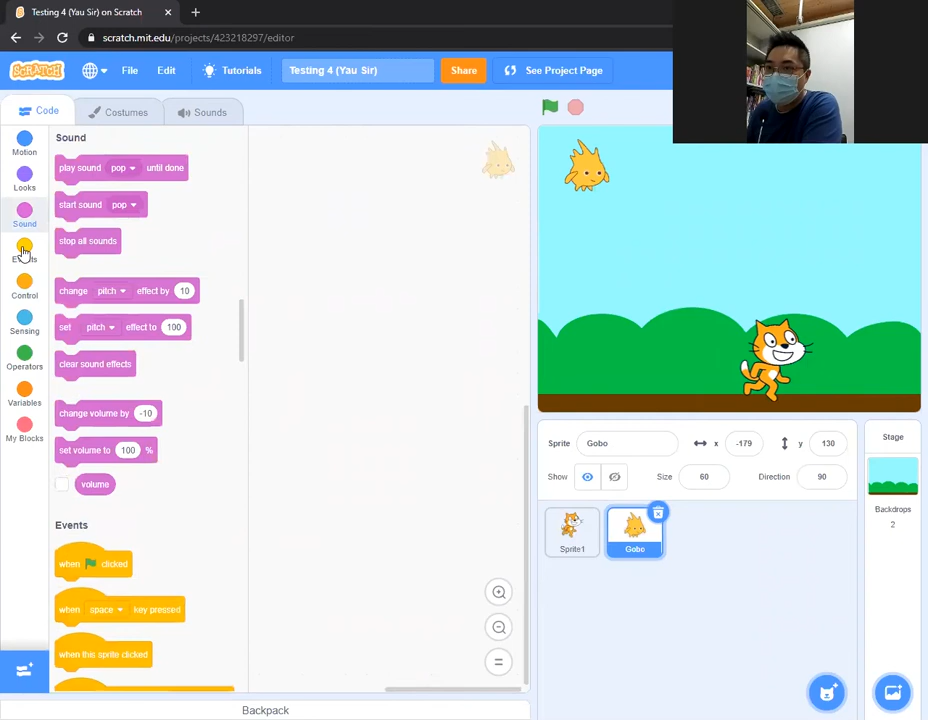 Testing 4 (Yau Sir) on Scratch
scratch.mit.edu/projects/423218297/editor
SCRATCH
File
Edit
Tutorials
Testing 4 (Yau Sir)
Share
See Project Page
Code
Costumes
Sounds
Motion
Looks
Sound
Control
Sensing
Operators
Variables
My Blocks
Sound
play sound pop until done
start sound pop
stop all sounds
change pitch effect by 10
set pitch effect to 100
clear sound effects
change volume by -10
set volume to 100 %
volume
Events
when clicked
when space key pressed
when this sprite clicked
Sprite Gobo x -179 y 130
Show Size 60 Direction 90
Sprite1
Gobo
Stage
Backdrops
2
Backpack